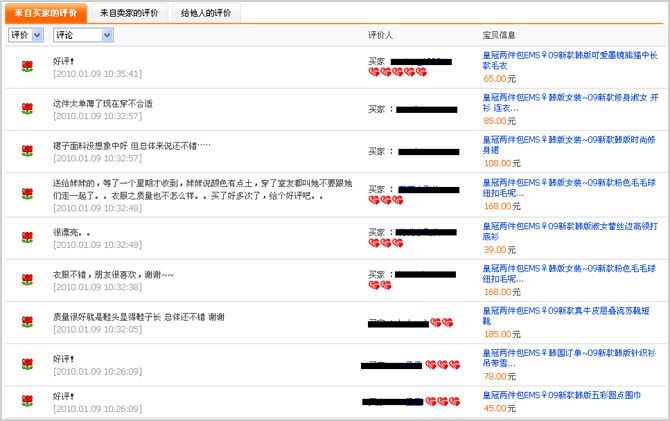 来自买家的评价 来自卖家的评价 给他人的评价
评价 评论 评价人 宝贝信息
好评!
[2010.01.09 10:35:41]
买家 :
皇冠两件包EMS♀09新款韩版可爱墨镜熊猫中长
款毛衣
65.00元
这件太单薄了现在穿不合适
[2010.01.09 10:32:57]
买家 :
皇冠两件包EMS♀韩版女装~09新款修身淑女 开
衫 连衣...
85.00元
裙子面料没想象中好 但总体来说还不错……
[2010.01.09 10:32:57]
买家 :
皇冠两件包EMS♀韩版女装~09新款韩版时尚修
身裙
108.00元
送给妹妹的，等了一个星期才收到，妹妹说颜色有点土，穿了室友都叫她不要跟她
们走一起了。。衣服之质量也不怎么样。。买了好多次了，给个好评吧。。
[2010.01.09 10:32:48]
买家 :
皇冠两件包EMS♀韩版女装~09新款粉色毛毛球
纽扣毛呢...
168.00元
很漂亮。。
[2010.01.09 10:32:48]
买家 :
皇冠两件包EMS♀09新款韩版淑女蕾丝边高领打
底衫
39.00元
衣服不错，朋友很喜欢，谢谢~~
[2010.01.09 10:32:38]
买家 :
皇冠两件包EMS♀韩版女装~09新款粉色毛毛球
纽扣毛呢...
168.00元
质量很好就是鞋头显得鞋子长 总体还不错 谢谢
[2010.01.09 10:32:05]
皇冠两件包EMS♀09新款真牛皮层叠流苏靴短
靴
185.00元
好评!
[2010.01.09 10:26:09]
皇冠两件包EMS♀韩国订单~09新款韩版针织衫
吊带雪...
78.00元
好评!
[2010.01.09 10:26:09]
皇冠两件包EMS♀09新款韩版五彩圆点围巾
45.00元